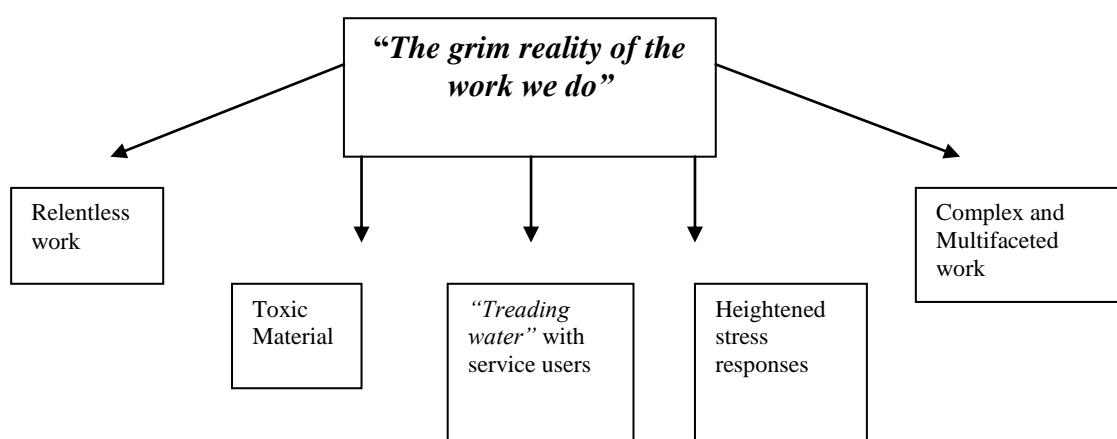 “The grim reality of the
work we do”
Relentless
work
Toxic
Material
“Treading
water” with
service users
Heightened
stress
responses
Complex and
Multifaceted
work